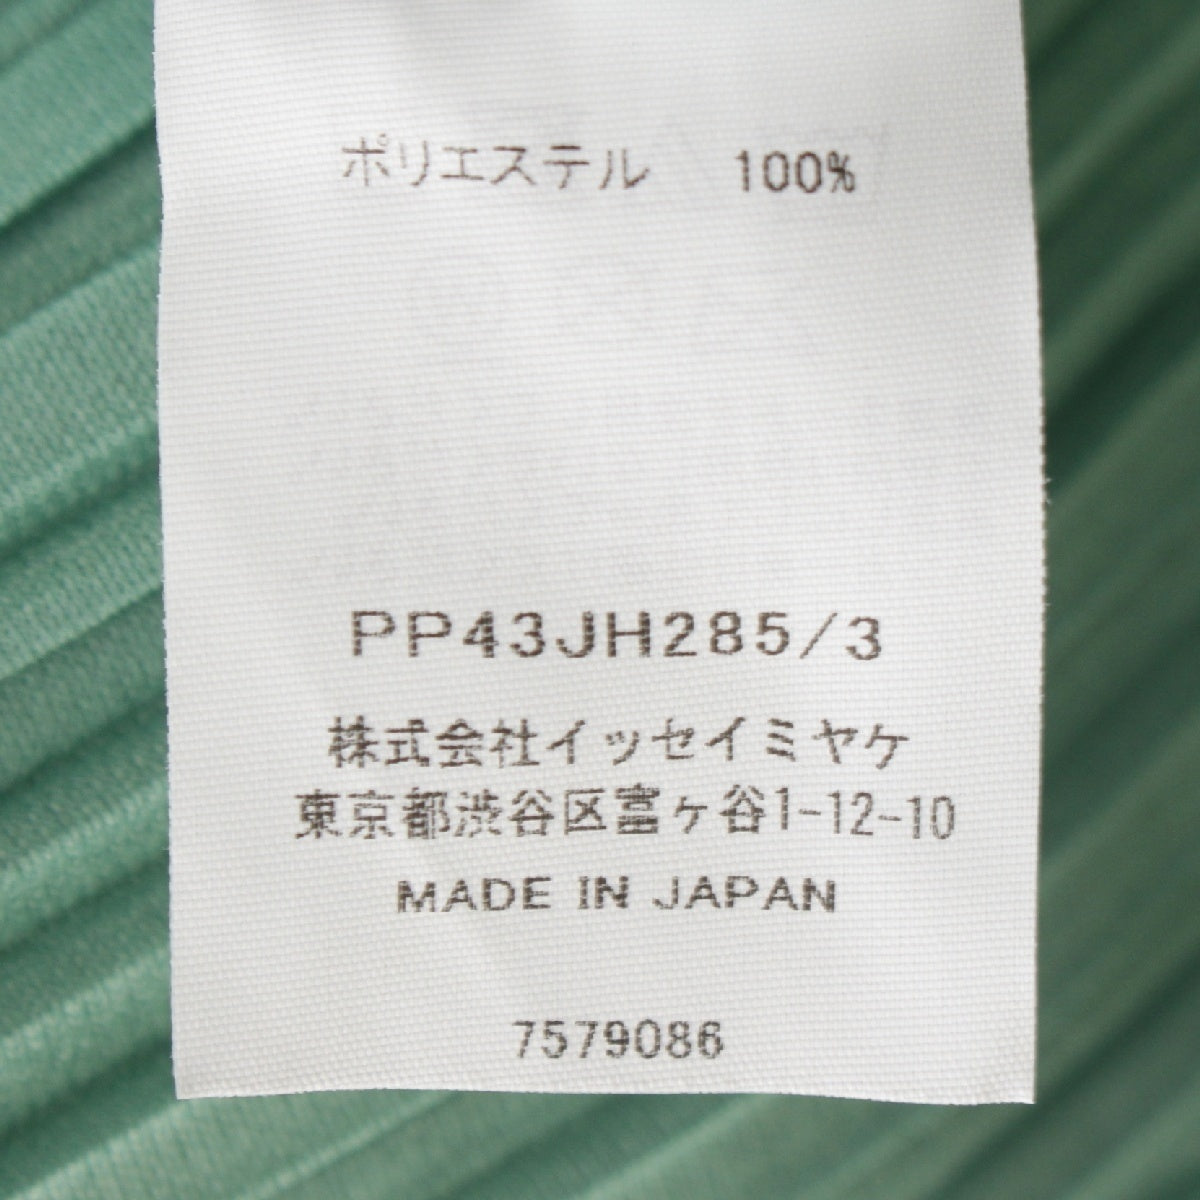 ポリエステル 100%
PP43JH285/3
株式会社イッセイミヤケ
東京都渋谷区富ヶ谷1-12-10
MADE IN JAPAN
7579086